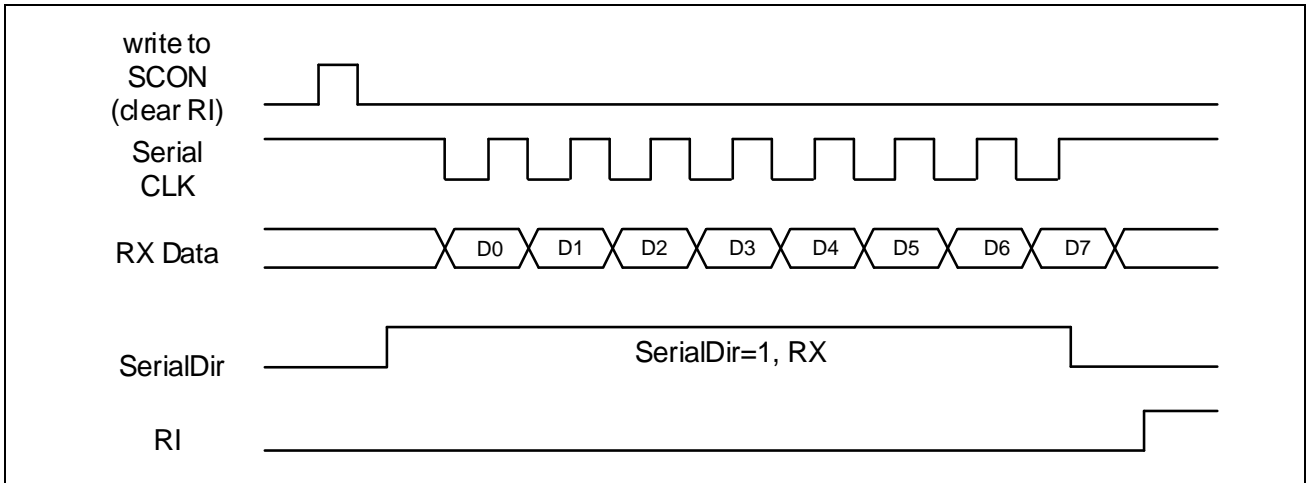 write to
SCON
(clear RI)
Serial
CLK
RX Data
D0 D1 D2 D3 D4 D5 D6 D7
SerialDir
SerialDir=1, RX
RI